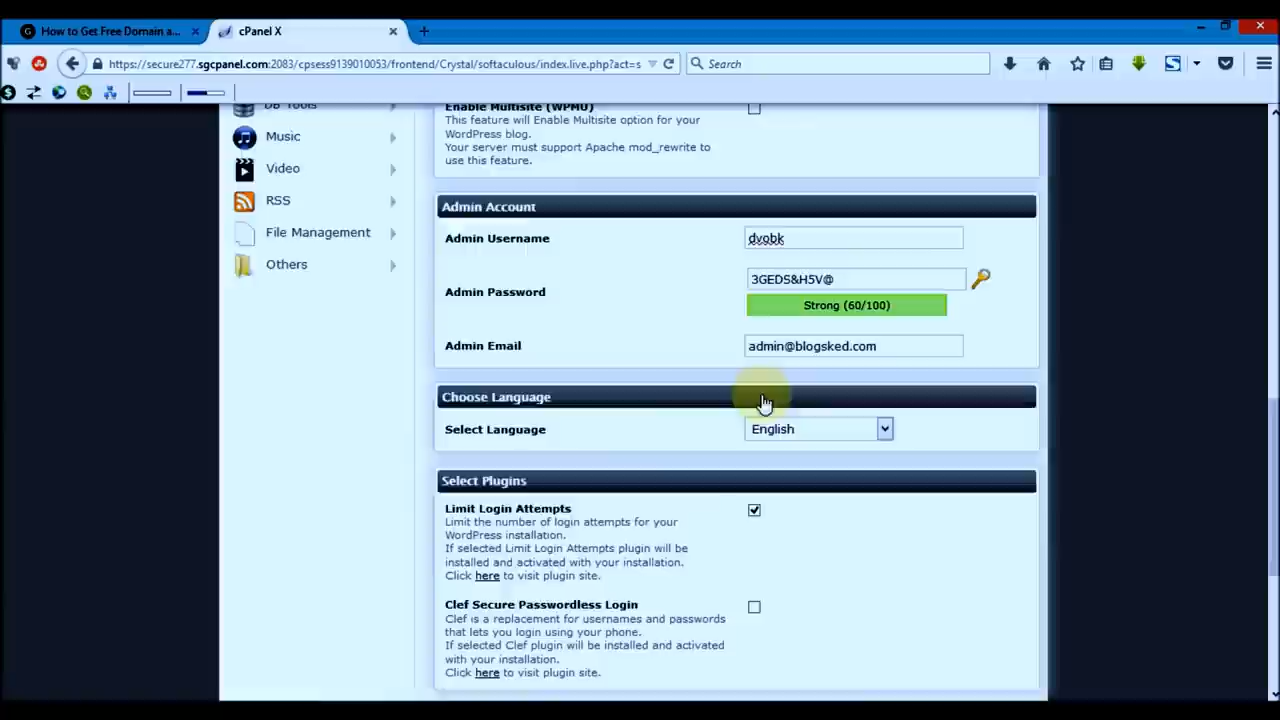 How to Get Free Domain a...
cPanel X
https://secure277.sgcpanel.com:2083/cpsess9139010053/frontend/Crystal/softaculous/index.live.php?act=s
Search
DB Tools
Music
Video
RSS
File Management
Others
Enable Multisite (WPMU)
This feature will Enable Multisite option for your
WordPress blog.
Your server must support Apache mod_rewrite to
use this feature.
Admin Account
Admin Username
dvobk
Admin Password
3GEDS&H5V@
Strong (60/100)
Admin Email
admin@blogsked.com
Choose Language
Select Language
English
Select Plugins
Limit Login Attempts
Limit the number of login attempts for your
WordPress installation.
If selected Limit Login Attempts plugin will be
installed and activated with your installation.
Click here to visit plugin site.
Clef Secure Passwordless Login
Clef is a replacement for usernames and passwords
that lets you login using your phone.
If selected Clef plugin will be installed and activated
with your installation.
Click here to visit plugin site.